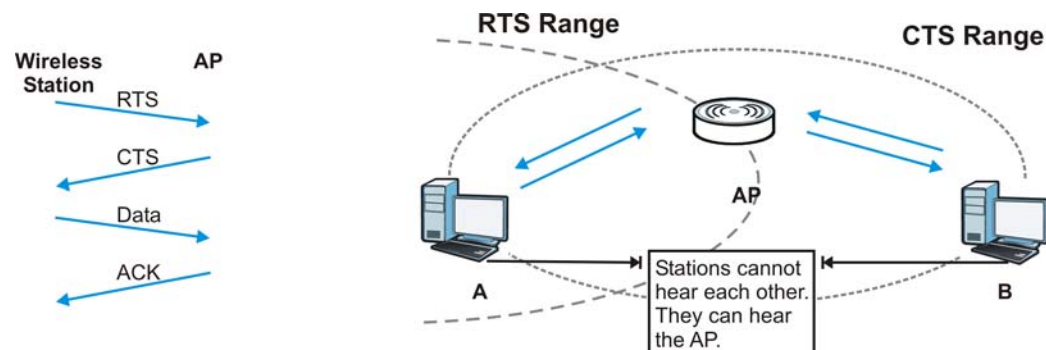 Wireless
Station
AP
RTS
CTS
Data
ACK
RTS Range
CTS Range
AP
A
B
Stations cannot
hear each other.
They can hear
the AP.